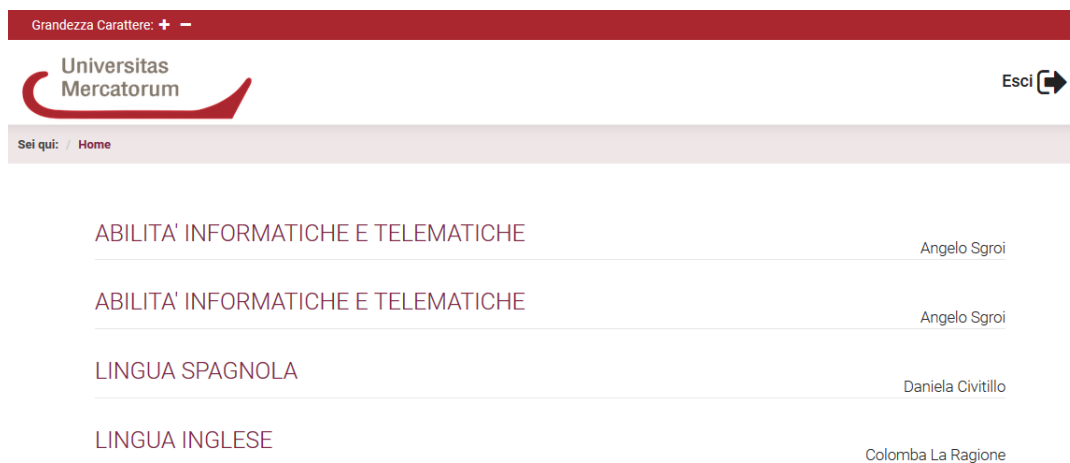 Grandezza Carattere: + −
Universitas
Mercatorum
Esci
Sei qui: / Home
ABILITA' INFORMATICHE E TELEMATICHE
Angelo Sgroi
ABILITA' INFORMATICHE E TELEMATICHE
Angelo Sgroi
LINGUA SPAGNOLA
Daniela Civitillo
LINGUA INGLESE
Colomba La Ragione